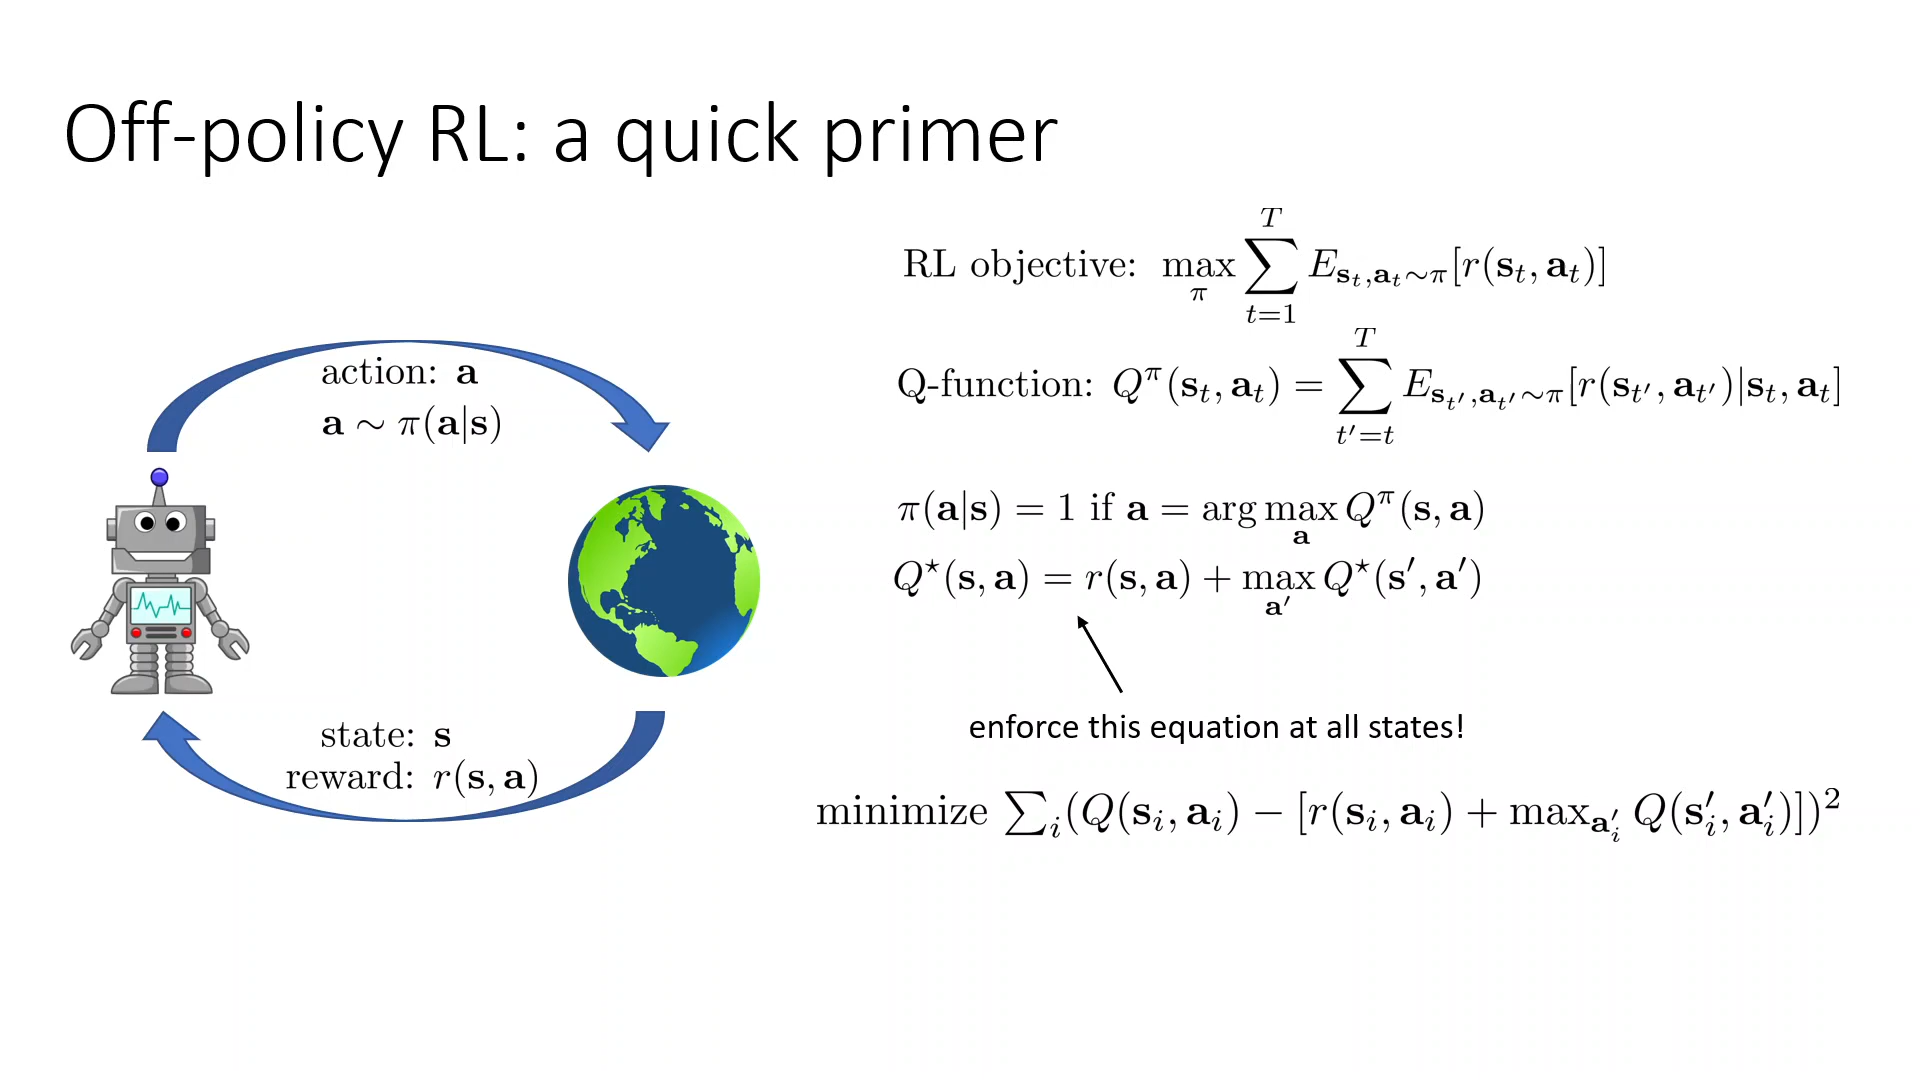 Off-policy RL: a quick primer
action: a
a ∼ π(a|s)
state: s
reward: r(s, a)
RL objective: max_π ∑_{t=1}^{T} E_{s_t,a_t∼π}[r(s_t, a_t)]
Q-function: Q^π(s_t, a_t) = ∑_{t′=t}^{T} E_{s_{t′},a_{t′}∼π}[r(s_{t′}, a_{t′})|s_t, a_t]
π(a|s) = 1 if a = arg max_a Q^π(s, a)
Q^⋆(s, a) = r(s, a) + max_{a′} Q^⋆(s′, a′)
enforce this equation at all states!
minimize ∑_i(Q(s_i, a_i) − [r(s_i, a_i) + max_{a′_i} Q(s′_i, a′_i)])²